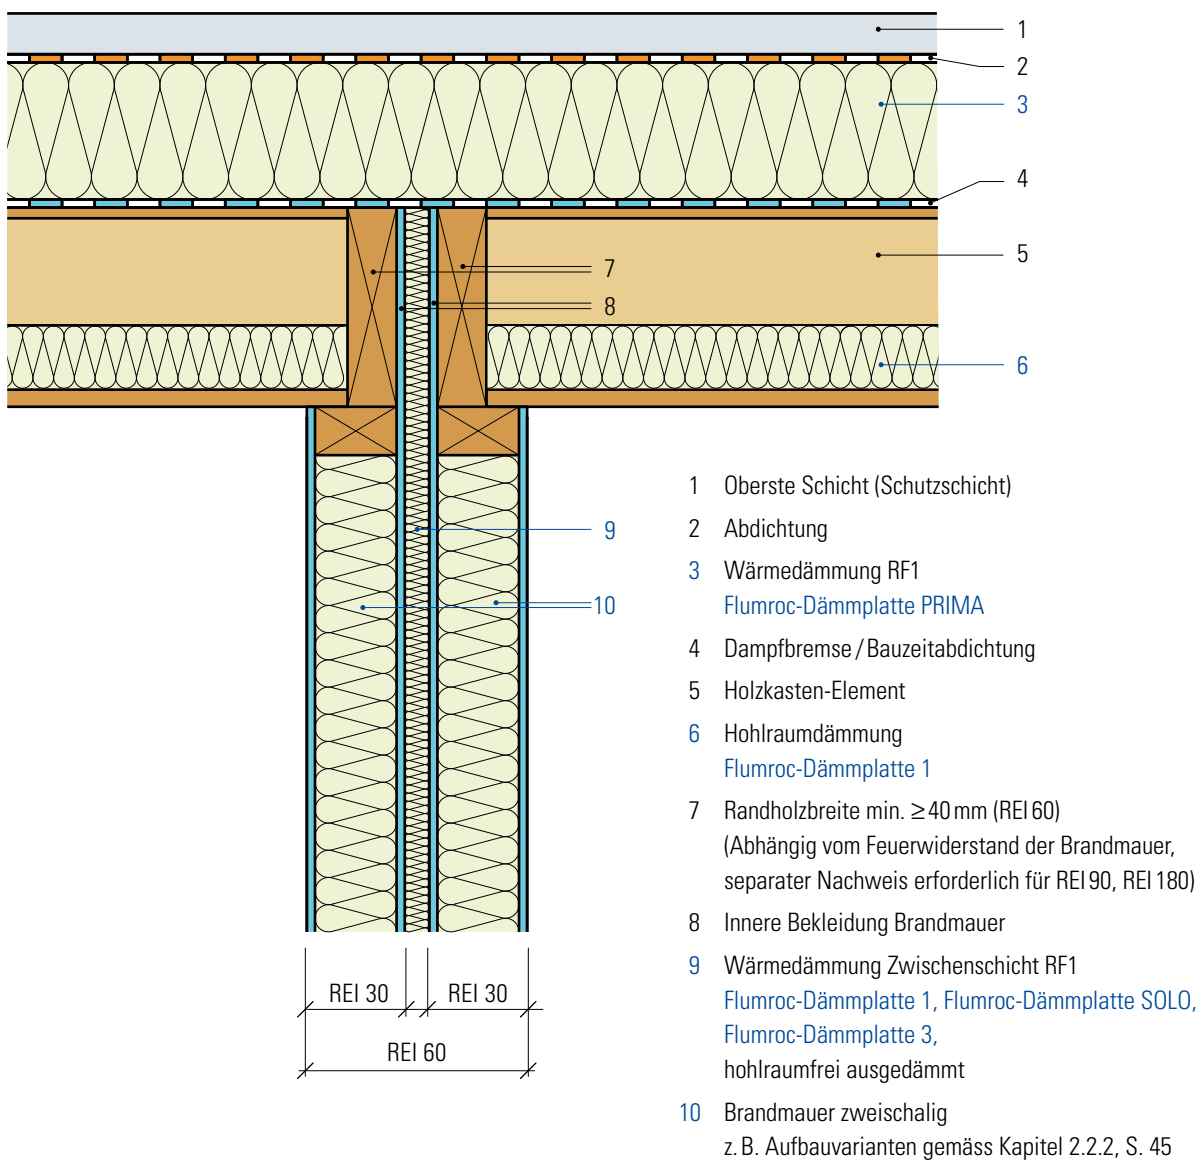 1
2
3
4
5
7
8
6
9
10
1 Oberste Schicht (Schutzschicht)
2 Abdichtung
3 Wärmedämmung RF1
Flumroc-Dämmplatte PRIMA
4 Dampfbremse / Bauzeitabdichtung
5 Holzkasten-Element
6 Hohlraumdämmung
Flumroc-Dämmplatte 1
7 Randholzbreite min. ≥ 40 mm (REI 60)
(Abhängig vom Feuerwiderstand der Brandmauer,
separater Nachweis erforderlich für REI 90, REI 180)
8 Innere Bekleidung Brandmauer
9 Wärmedämmung Zwischenschicht RF1
Flumroc-Dämmplatte 1, Flumroc-Dämmplatte SOLO,
Flumroc-Dämmplatte 3,
hohlraumfrei ausgedämmt
10 Brandmauer zweischalig
z. B. Aufbauvarianten gemäss Kapitel 2.2.2, S. 45
REI 30 REI 30
REI 60